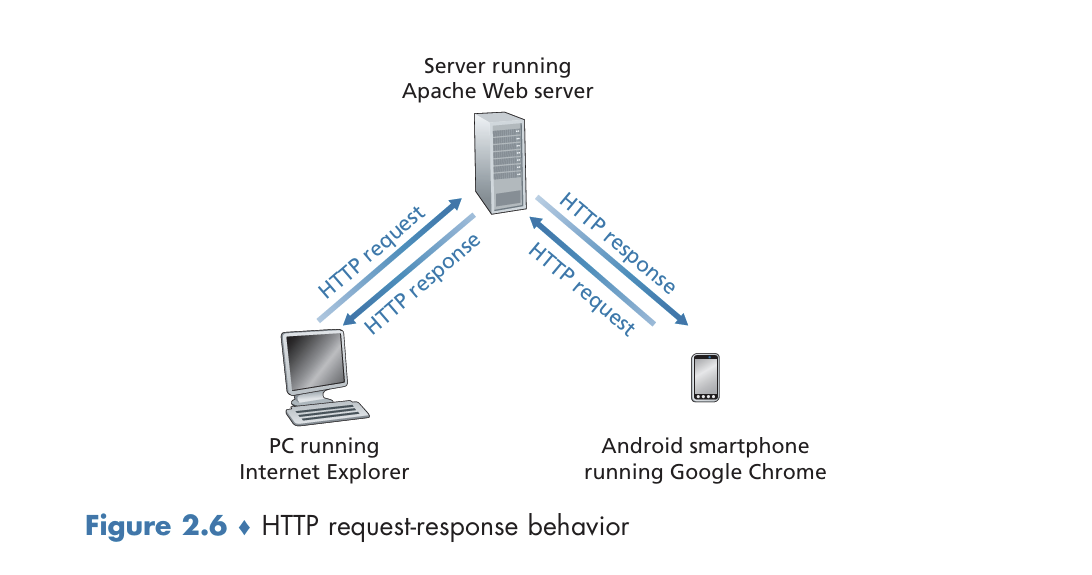 Server running
Apache Web server
HTTP request
HTTP response
HTTP response
HTTP request
PC running
Internet Explorer
Android smartphone
running Google Chrome
Figure 2.6 ♦ HTTP request-response behavior